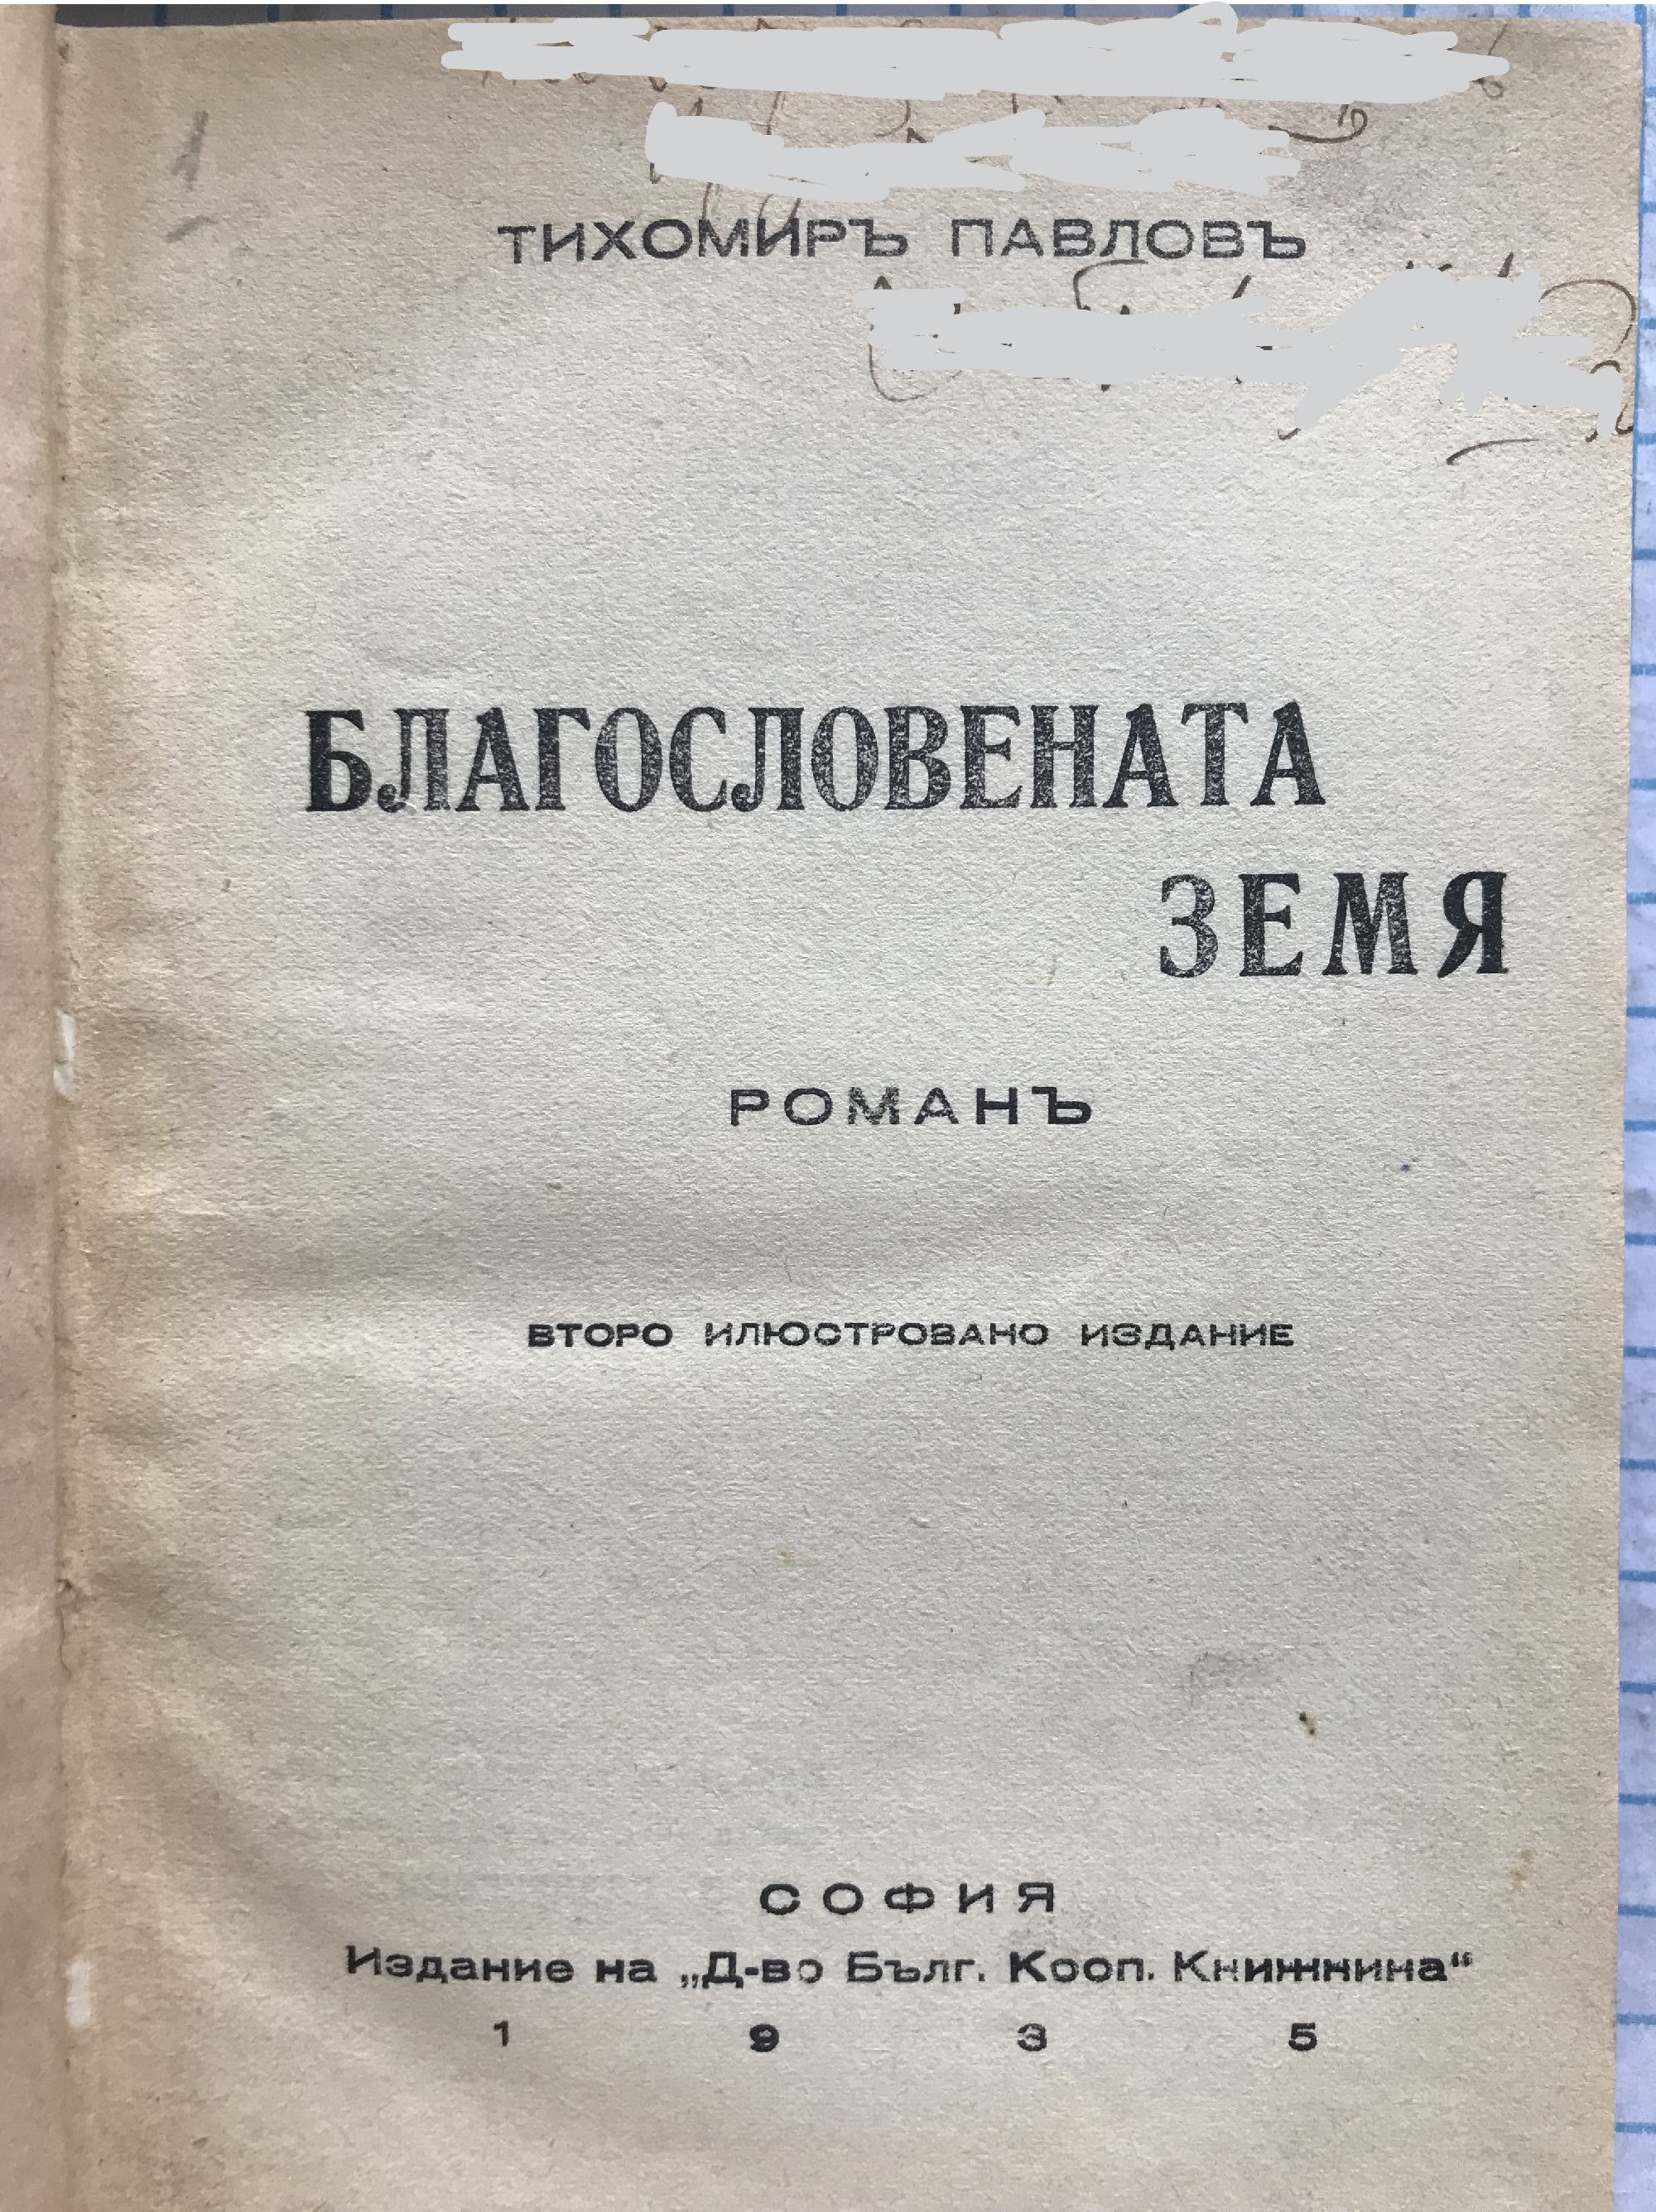 1
ТИХОМИРЪ ПАВЛОВЪ
БЛАГОСЛОВЕНАТА
ЗЕМЯ
РОМАНЪ
ВТОРО ИЛЮСТРОВАНО ИЗДАНИЕ
СОФИЯ
Издание на „Д-во Бълг. Кооп. Книжнина“
1 9 3 5